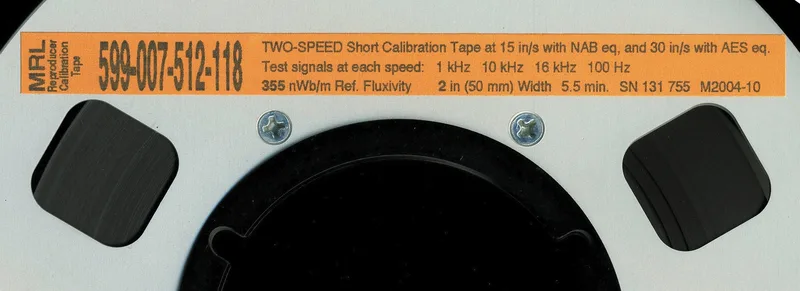 MRL
Reproducer
Calibration
Tape
599-007-512-118
TWO-SPEED Short Calibration Tape at 15 in/s with NAB eq, and 30 in/s with AES eq.
Test signals at each speed: 1 kHz 10 kHz 16 kHz 100 Hz
355 nWb/m Ref. Fluxivity 2 in (50 mm) Width 5.5 min. SN 131 755 M2004-10